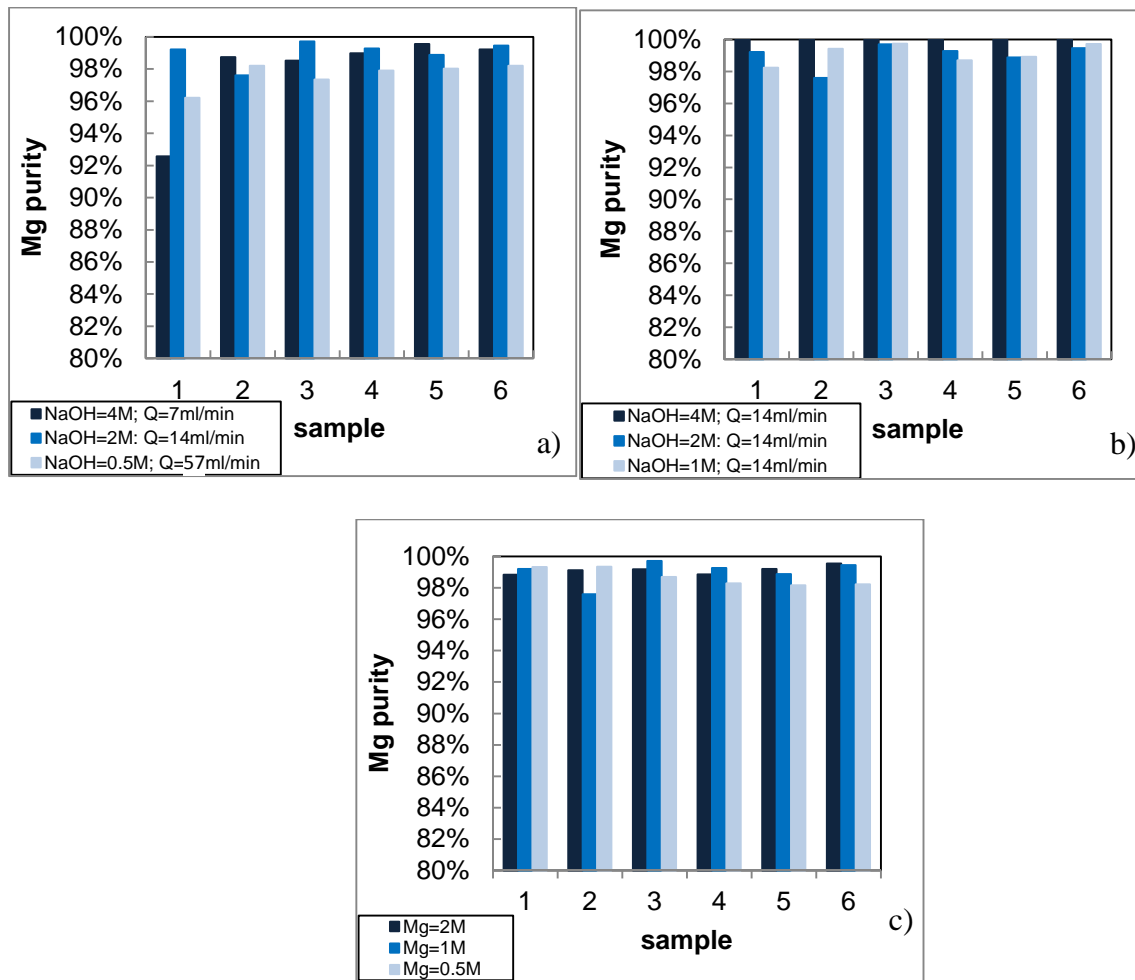 100%
98%
96%
94%
92%
90%
88%
86%
84%
82%
80%
Mg purity
1 2 3 4 5 6
sample
NaOH=4M; Q=7ml/min
NaOH=2M: Q=14ml/min
NaOH=0.5M; Q=57ml/min
a)
100%
98%
96%
94%
92%
90%
88%
86%
84%
82%
80%
Mg purity
1 2 3 4 5 6
sample
NaOH=4M; Q=14ml/min
NaOH=2M: Q=14ml/min
NaOH=1M; Q=14ml/min
b)
100%
98%
96%
94%
92%
90%
88%
86%
84%
82%
80%
Mg purity
1 2 3 4 5 6
sample
Mg=2M
Mg=1M
Mg=0.5M
c)